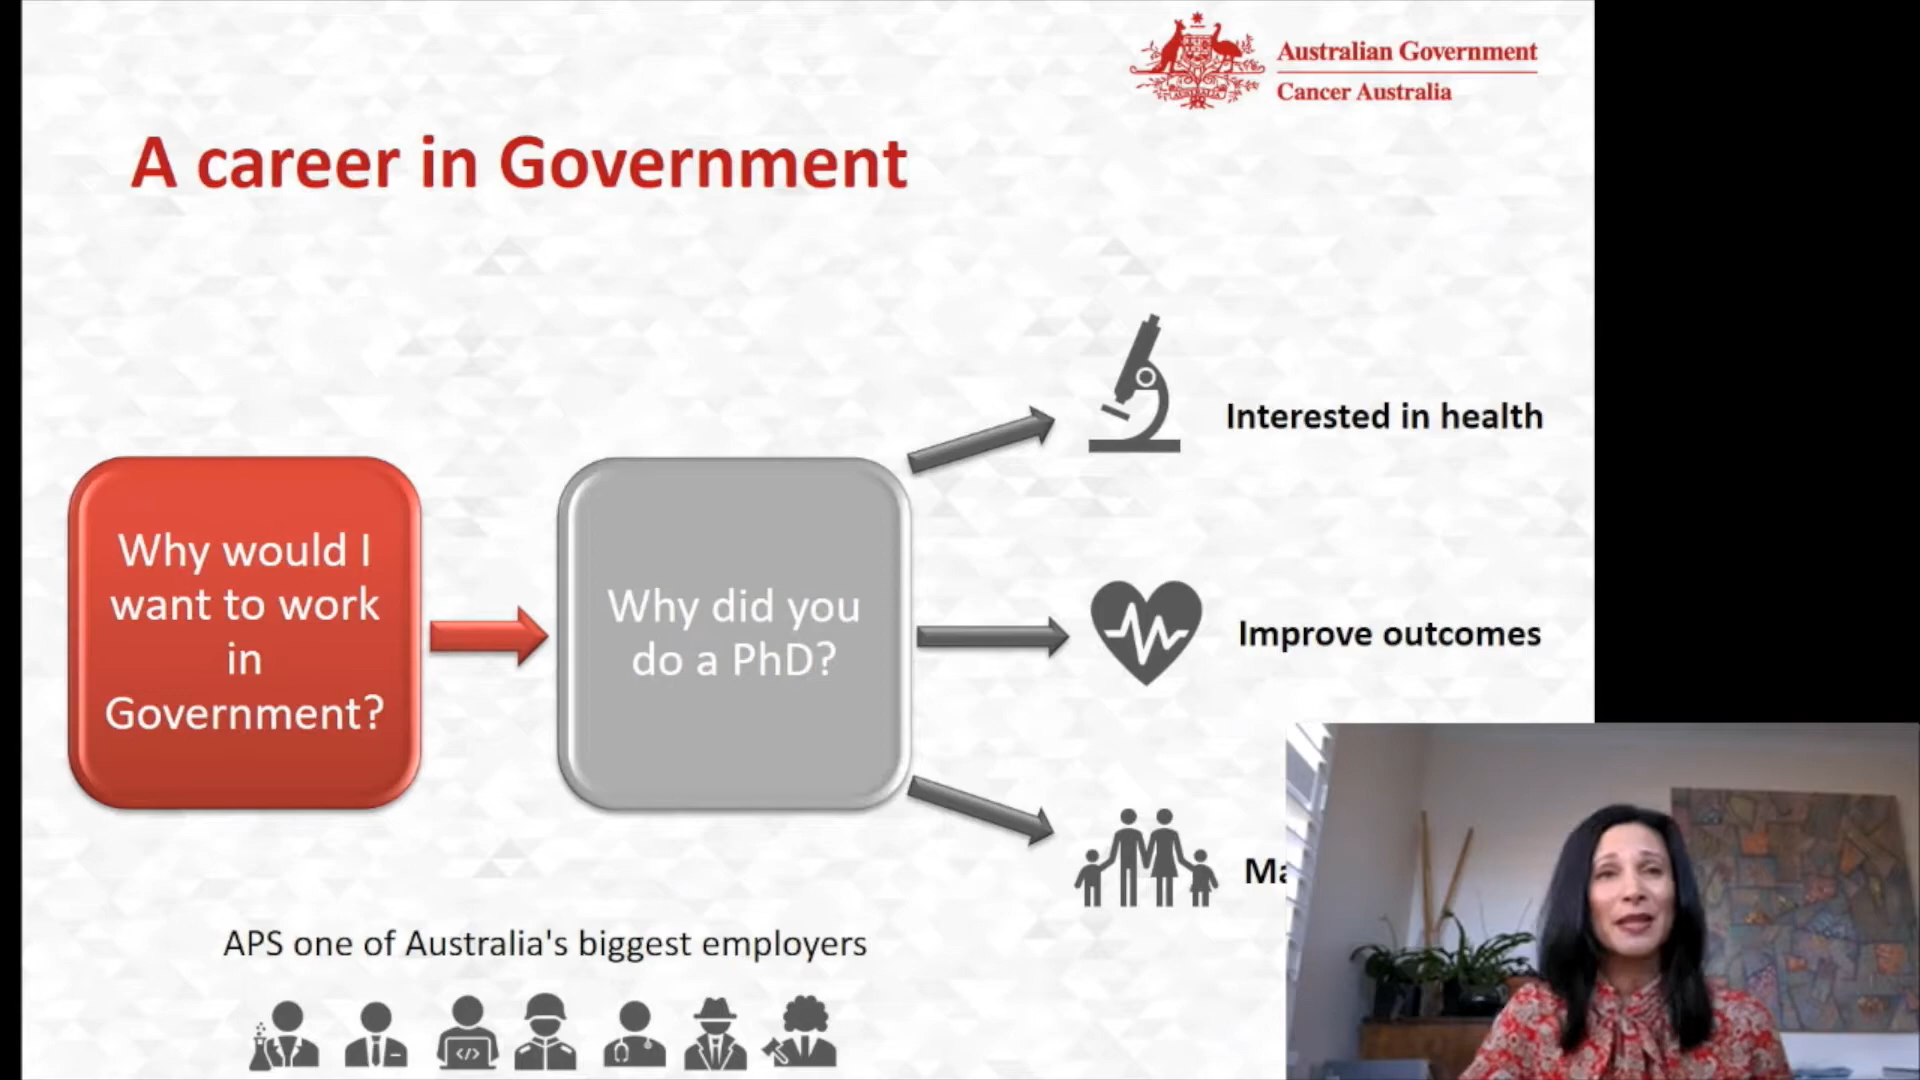 Australian Government
Cancer Australia
A career in Government
Why would I
want to work
in
Government?
Why did you
do a PhD?
Interested in health
Improve outcomes
APS one of Australia's biggest employers